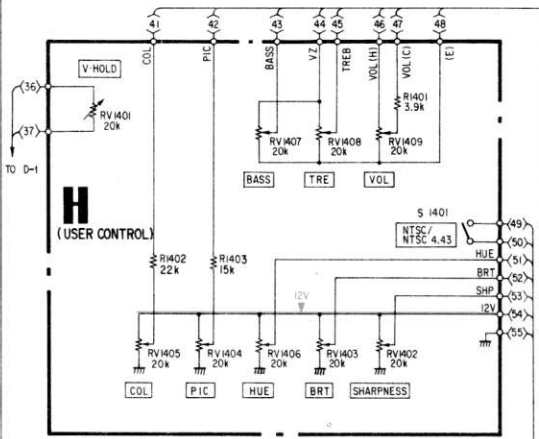 41 42 43 44 45 46 47 48
COL PIC BASS VZ TREB VOL(H) VOL(C) (E)
V-HOLD
36
RV1401
20k
37
TO D-1
R1401
3.9k
RV1407
20k
RV1408
20k
RV1409
20k
BASS TRE VOL
H
(USER CONTROL)
S 1401
NTSC/
NTSC 4.43
49
50
HUE 51
BRT 52
SHP 53
12V 54
55
R1402
22k
R1403
15k
12V
RV1405
20k
RV1404
20k
RV1406
20k
RV1403
20k
RV1402
20k
COL PIC HUE BRT SHARPNESS